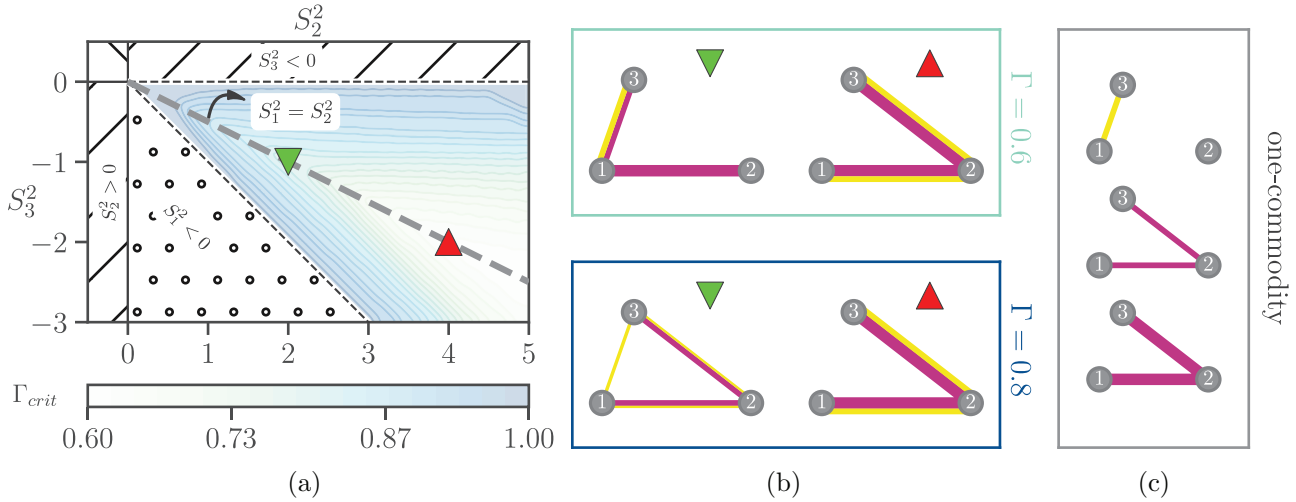 S_2^2
S_3^2 < 0
S_1^2 = S_2^2
S_2^2 > 0
S_1^2 < 0
S_3^2
0
−1
−2
−3
0 1 2 3 4 5
Γ_{crit}
0.60 0.73 0.87 1.00
(a)
3
1 2
3
1 2
Γ = 0.6
3
1 2
3
1 2
Γ = 0.8
(b)
3
1 2
3
1 2
3
1 2
one-commodity
(c)